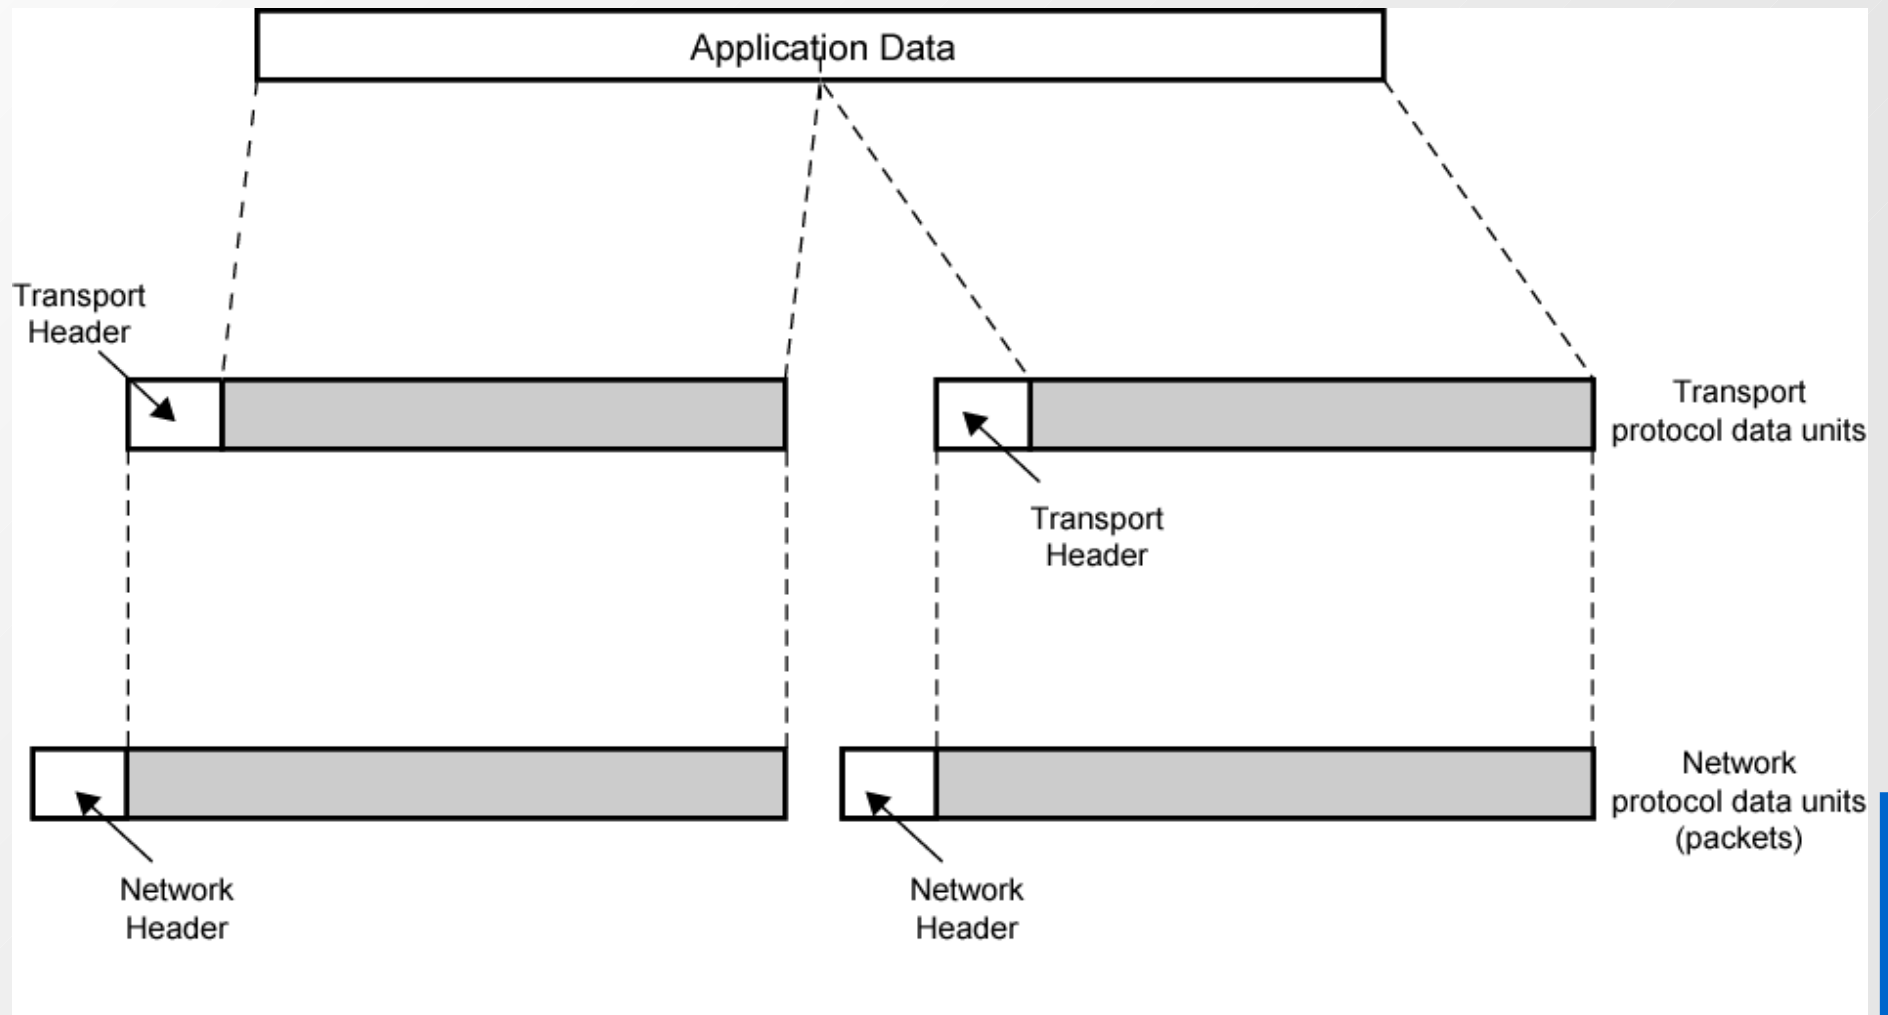 Application Data
Transport
Header
Transport
protocol data units
Transport
Header
Network
protocol data units
(packets)
Network
Header
Network
Header